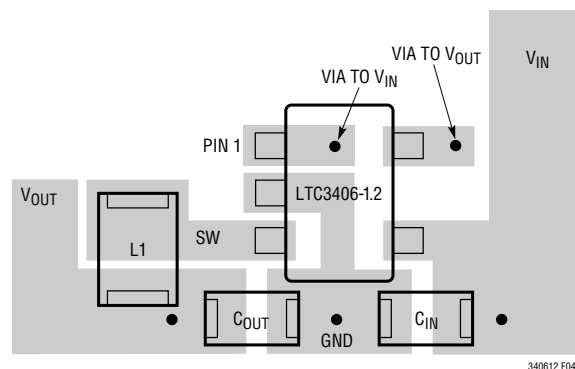 VIA TO VOUT
VIN
VIA TO VIN
PIN 1
VOUT
LTC3406-1.2
SW
L1
COUT
CIN
GND
340612 F04